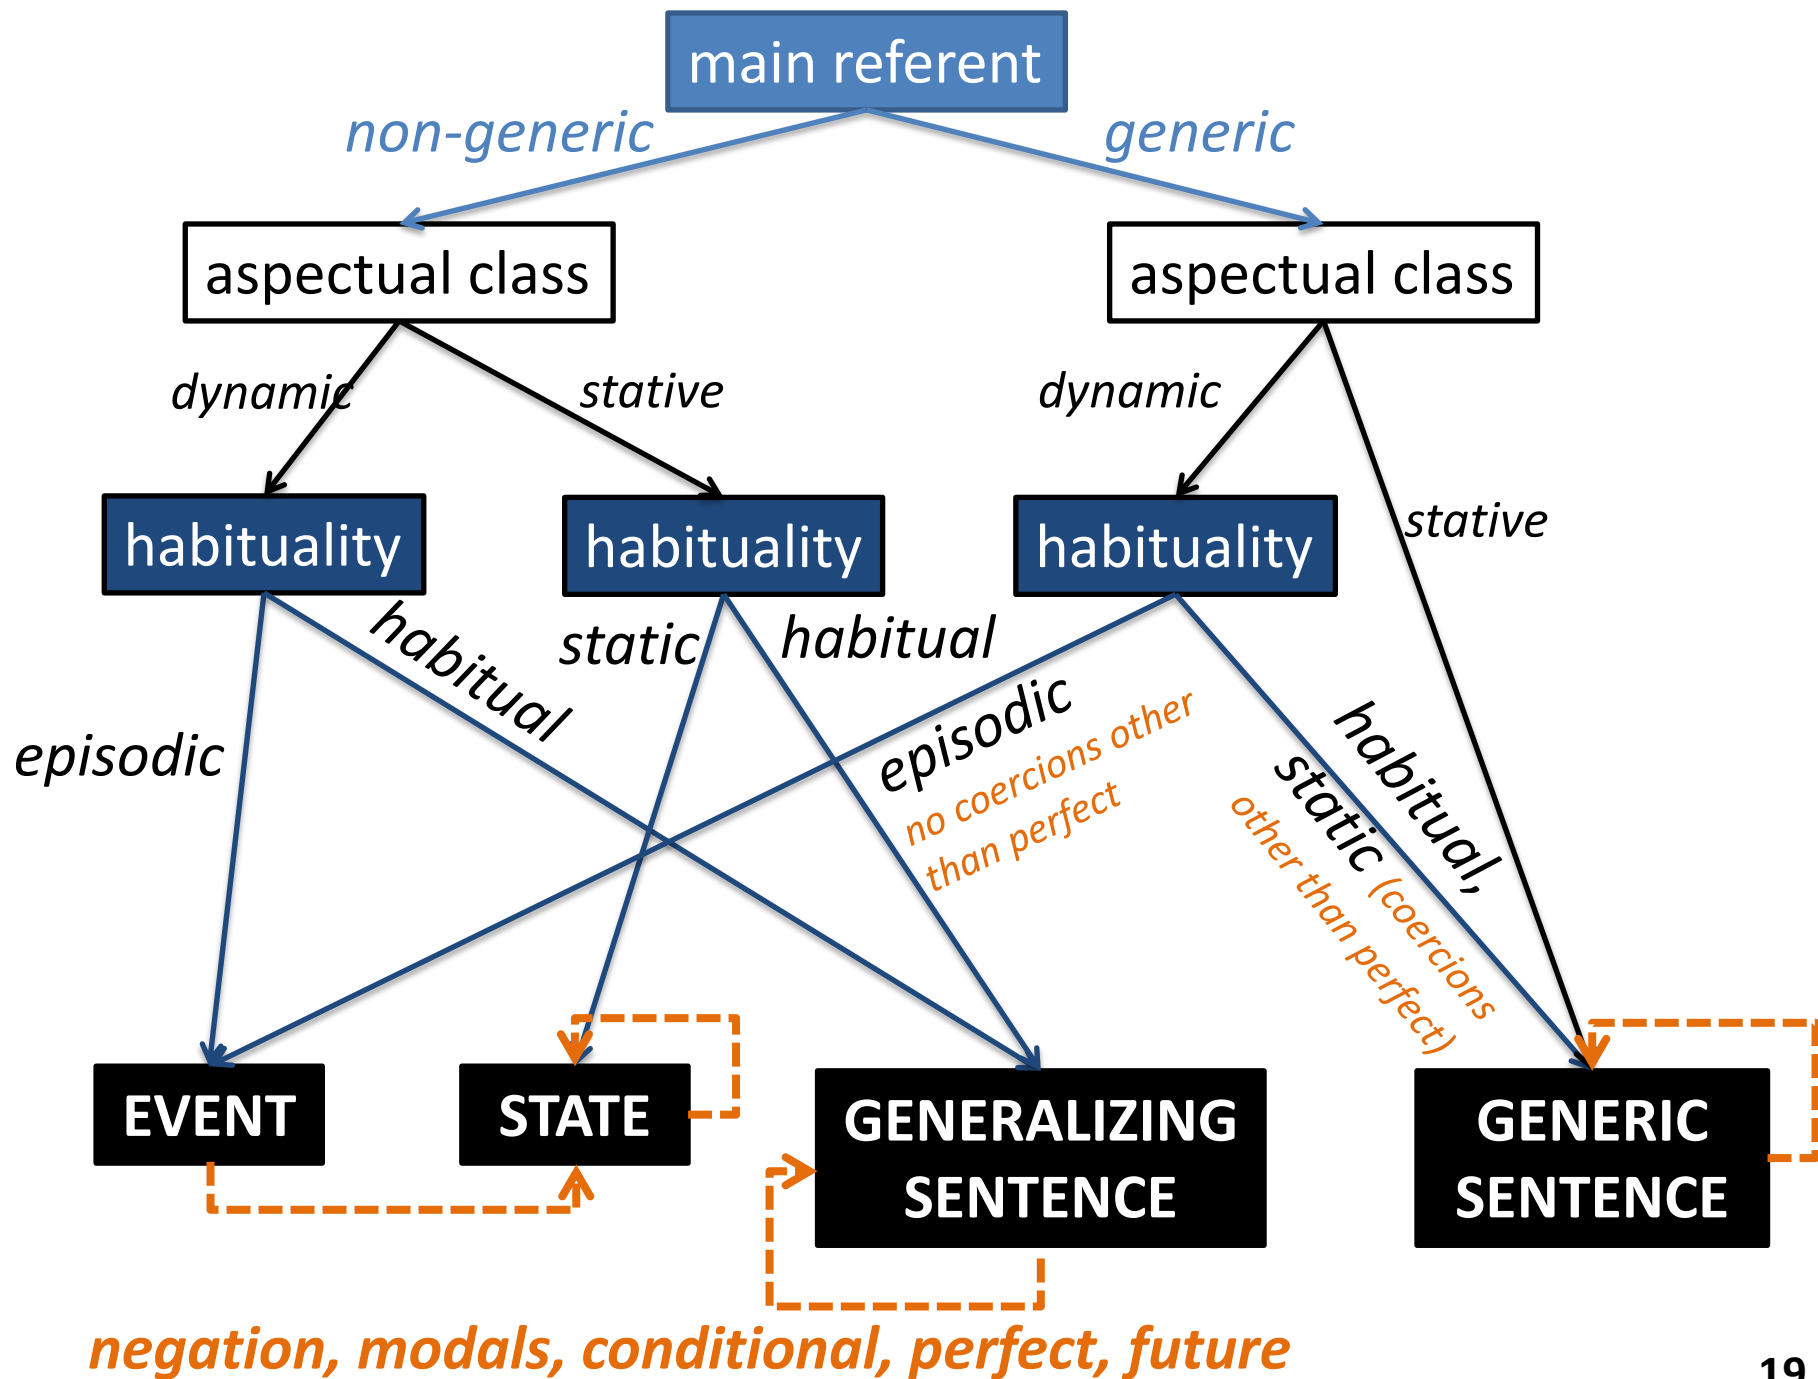 main referent
non-generic
generic
aspectual class
aspectual class
dynamic
stative
dynamic
stative
habituality
habituality
habituality
episodic
habitual
static
habitual
episodic
no coercions other
than perfect
habitual,
static (coercions
other than perfect)
EVENT
STATE
GENERALIZING
SENTENCE
GENERIC
SENTENCE
negation, modals, conditional, perfect, future
19